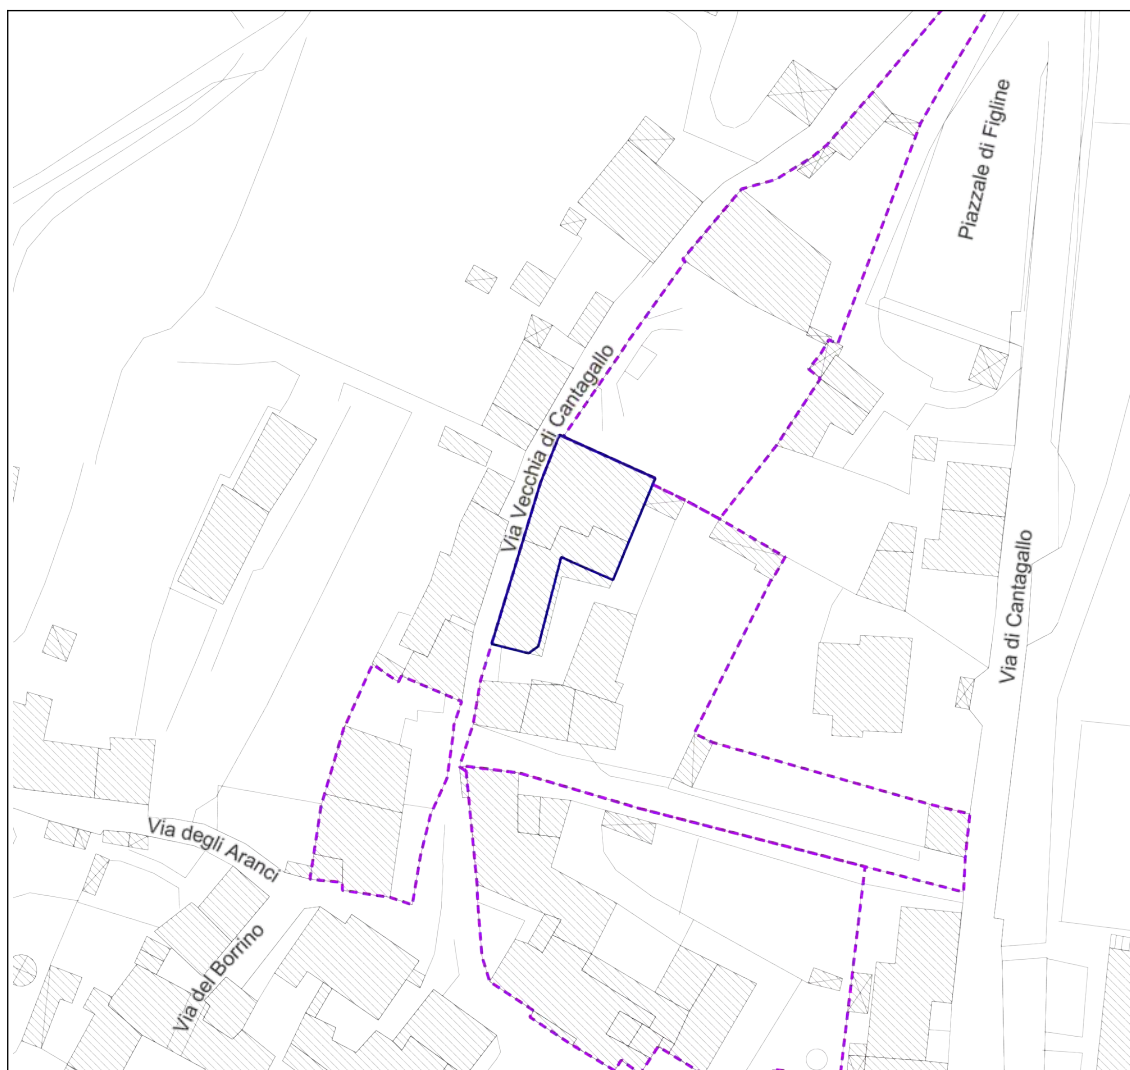 Piazzale di Figline
Via Vecchia di Cantagallo
Via di Cantagallo
Via degli Aranci
Via del Borrino